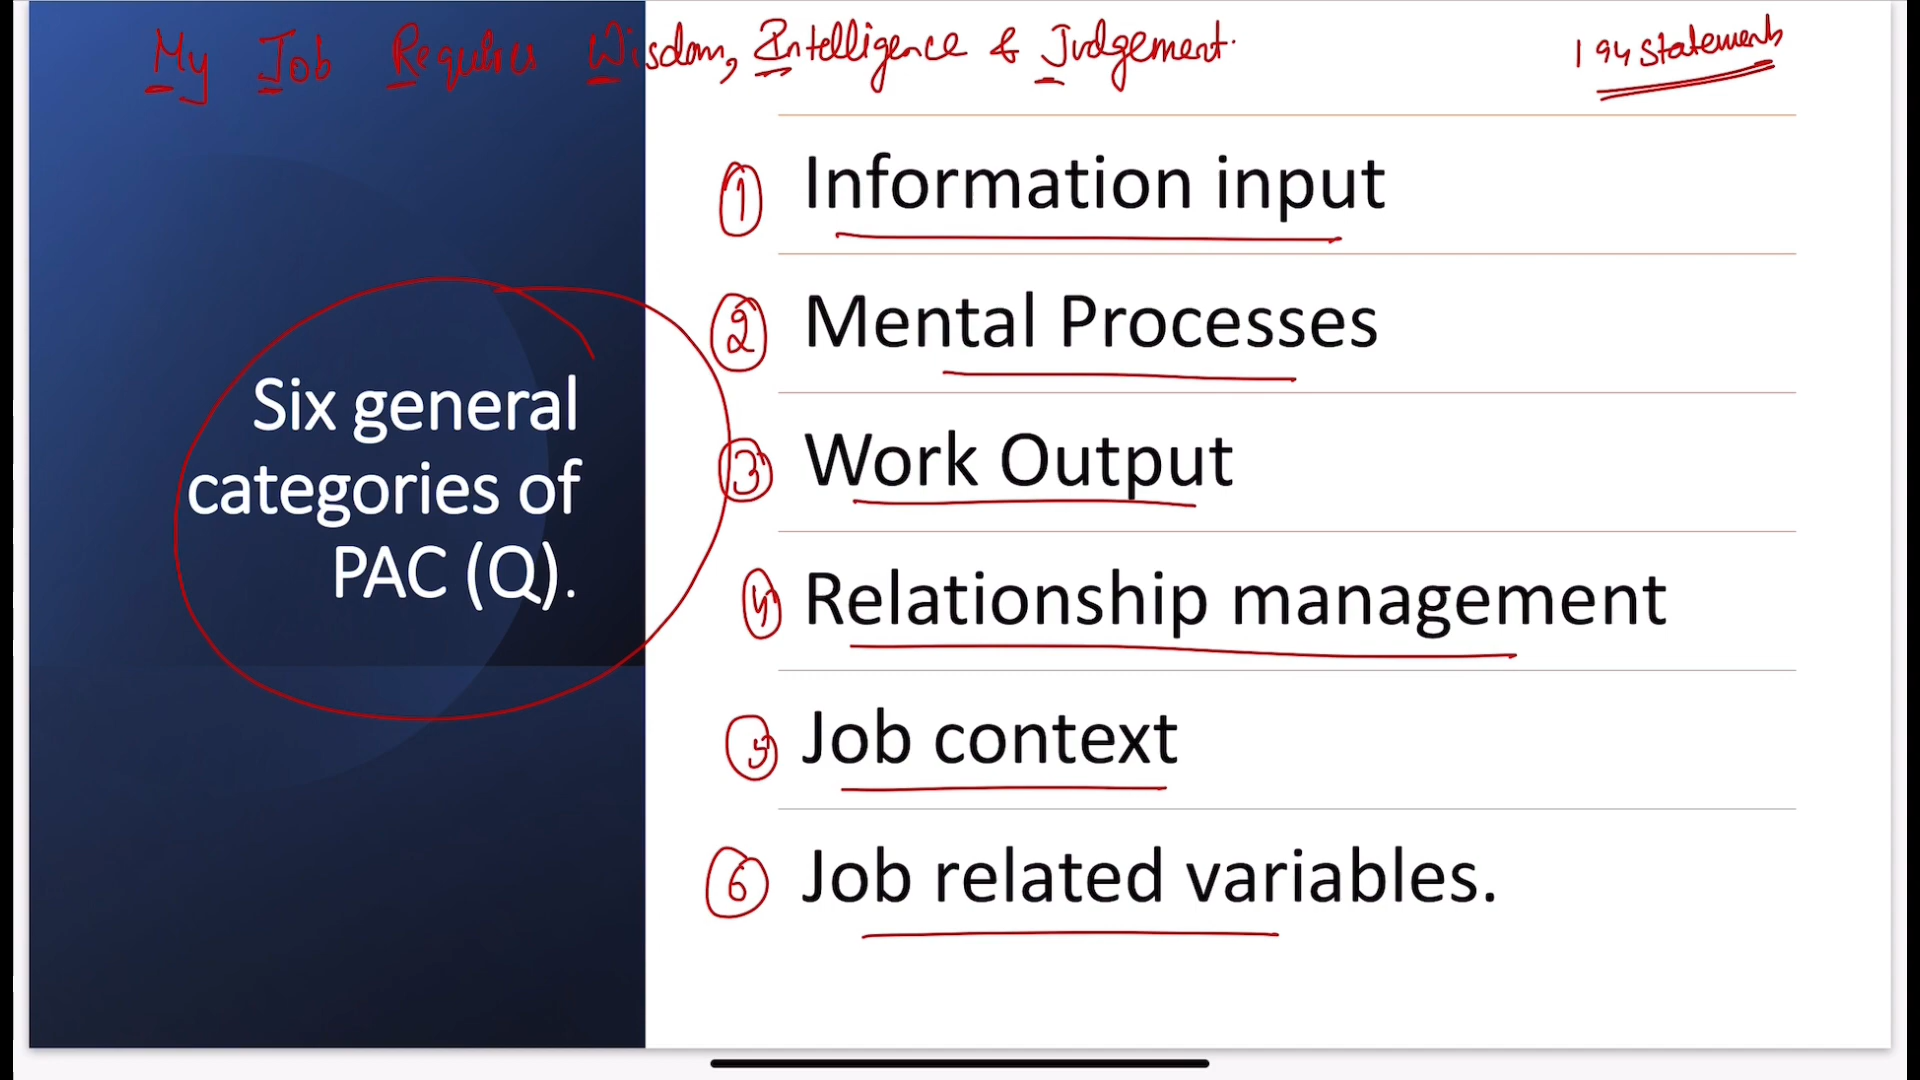 My Job Requires Wisdom, Intelligence & Judgement.
194 statements
Six general
categories of
PAC (Q).
1 Information input
2 Mental Processes
3 Work Output
4 Relationship management
5 Job context
6 Job related variables.